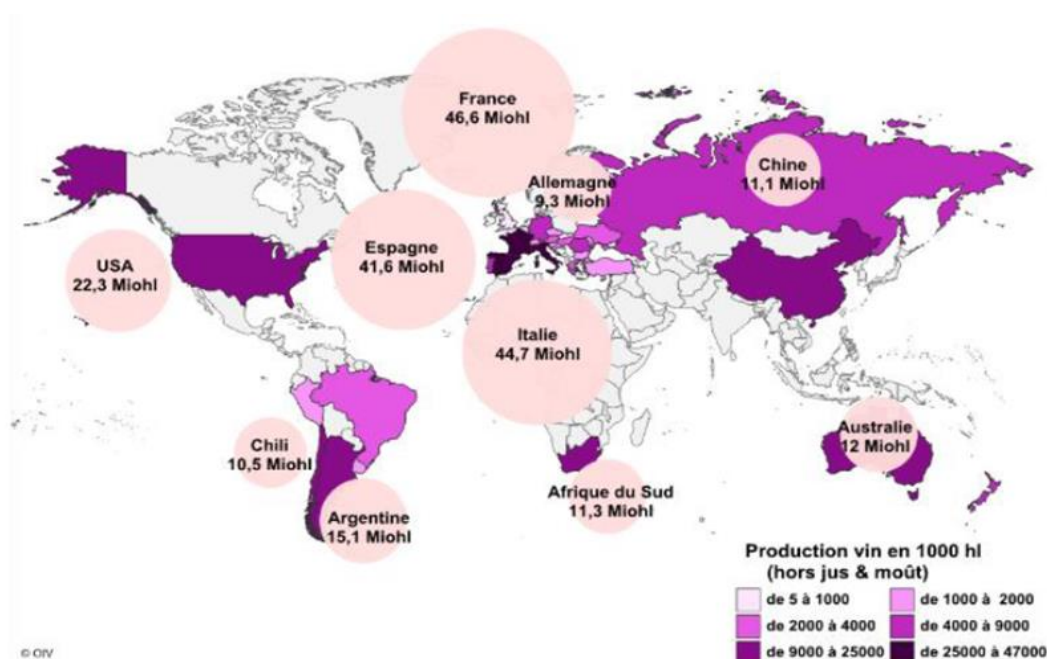 France
46,6 Miohl
Chine
11,1 Miohl
Allemagne
9,3 Miohl
Espagne
41,6 Miohl
USA
22,3 Miohl
Italie
44,7 Miohl
Australie
12 Miohl
Chili
10,5 Miohl
Afrique du Sud
11,3 Miohl
Argentine
15,1 Miohl
Production vin en 1000 hl
(hors jus & moût)
de 5 à 1000
de 1000 à 2000
de 2000 à 4000
de 4000 à 9000
de 9000 à 25000
de 25000 à 47000
© OIV